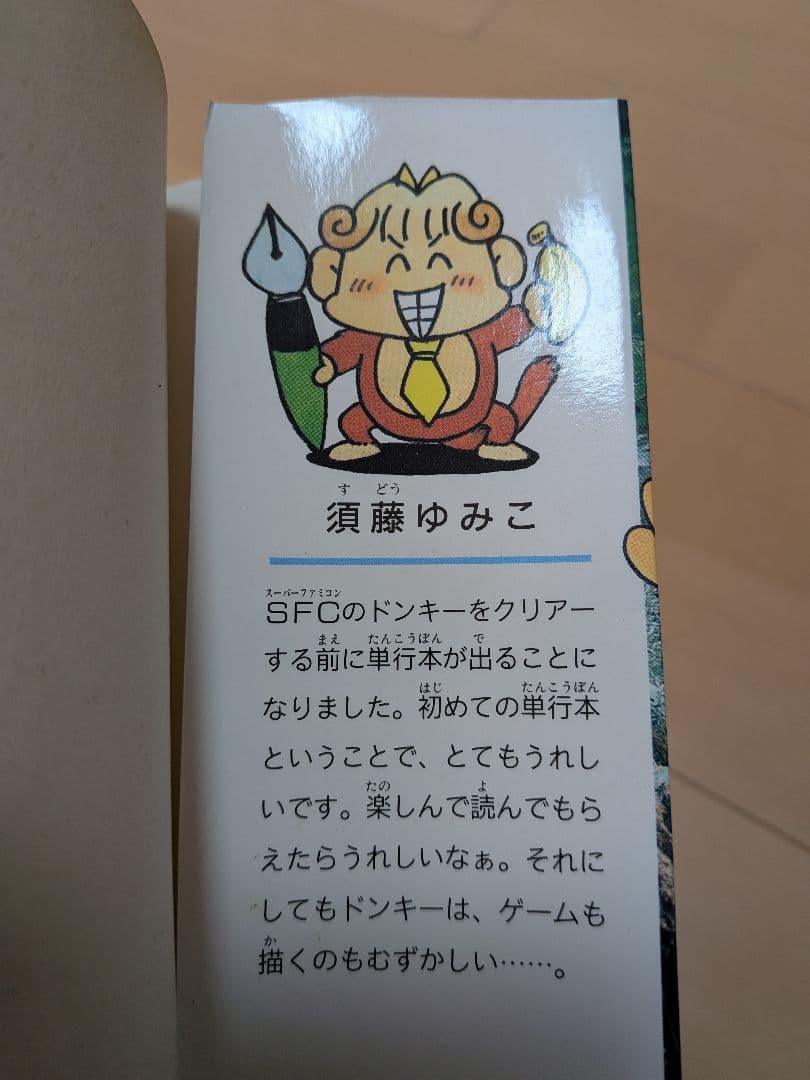 須藤ゆみこ
SFCのドンキーをクリアー
する前に単行本が出ることに
なりました。初めての単行本
ということで、とてもうれし
いです。楽しんで読んでもら
えたらうれしいなぁ。それに
してもドンキーは、ゲームも
描くのもむずかしい……。